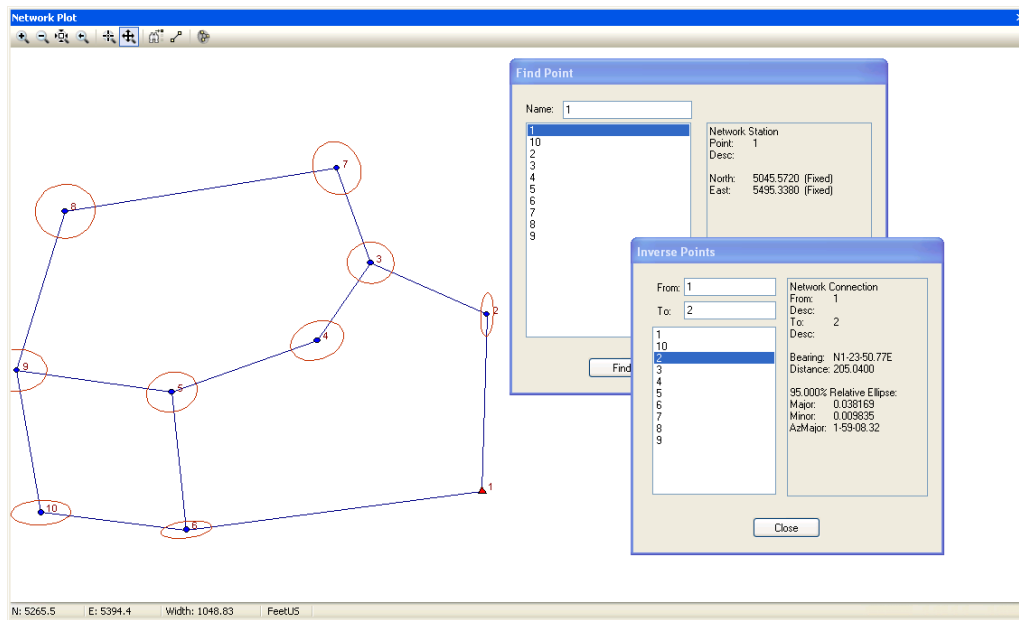 Network Plot
7
8
3
2
4
9
5
1
10
6
Find Point
Name: 1
1
10
2
3
4
5
6
7
8
9
Network Station
Point: 1
Desc:
North: 5045.5720 (Fixed)
East: 5495.3380 (Fixed)
Find
Inverse Points
From: 1
To: 2
1
10
2
3
4
5
6
7
8
9
Network Connection
From: 1
Desc:
To: 2
Desc:
Bearing: N1-23-50.77E
Distance: 205.0400
95.000% Relative Ellipse:
Major: 0.038169
Minor: 0.009835
AzMajor: 1-59-08.32
Close
N: 5265.5 E: 5394.4 Width: 1048.83 FeetUS